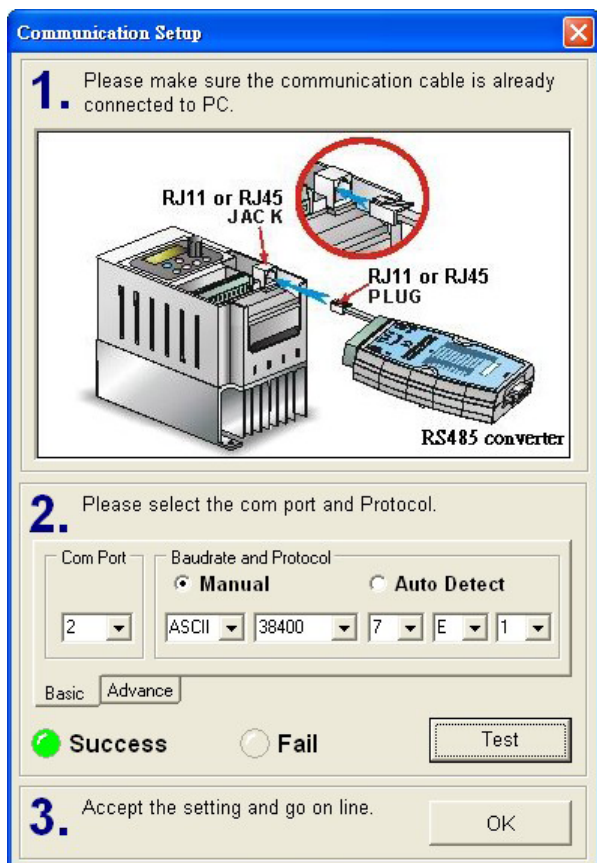 Communication Setup
1. Please make sure the communication cable is already
connected to PC.
RJ11 or RJ45
JACK
RJ11 or RJ45
PLUG
RS485 converter
2. Please select the com port and Protocol.
Com Port
Baudrate and Protocol
Manual
Auto Detect
2
ASCII
38400
7
E
1
Basic
Advance
Success
Fail
Test
3. Accept the setting and go on line.
OK